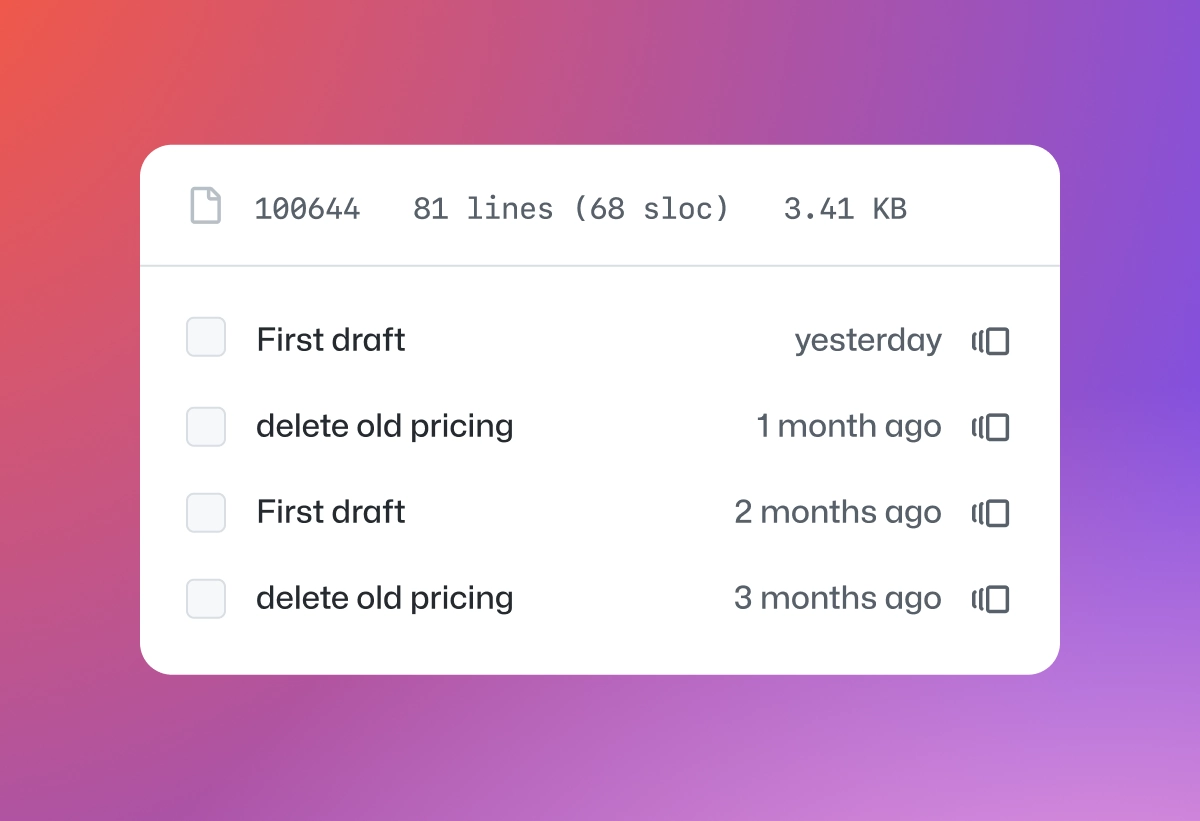 100644 81 lines (68 sloc) 3.41 KB
First draft yesterday
delete old pricing 1 month ago
First draft 2 months ago
delete old pricing 3 months ago